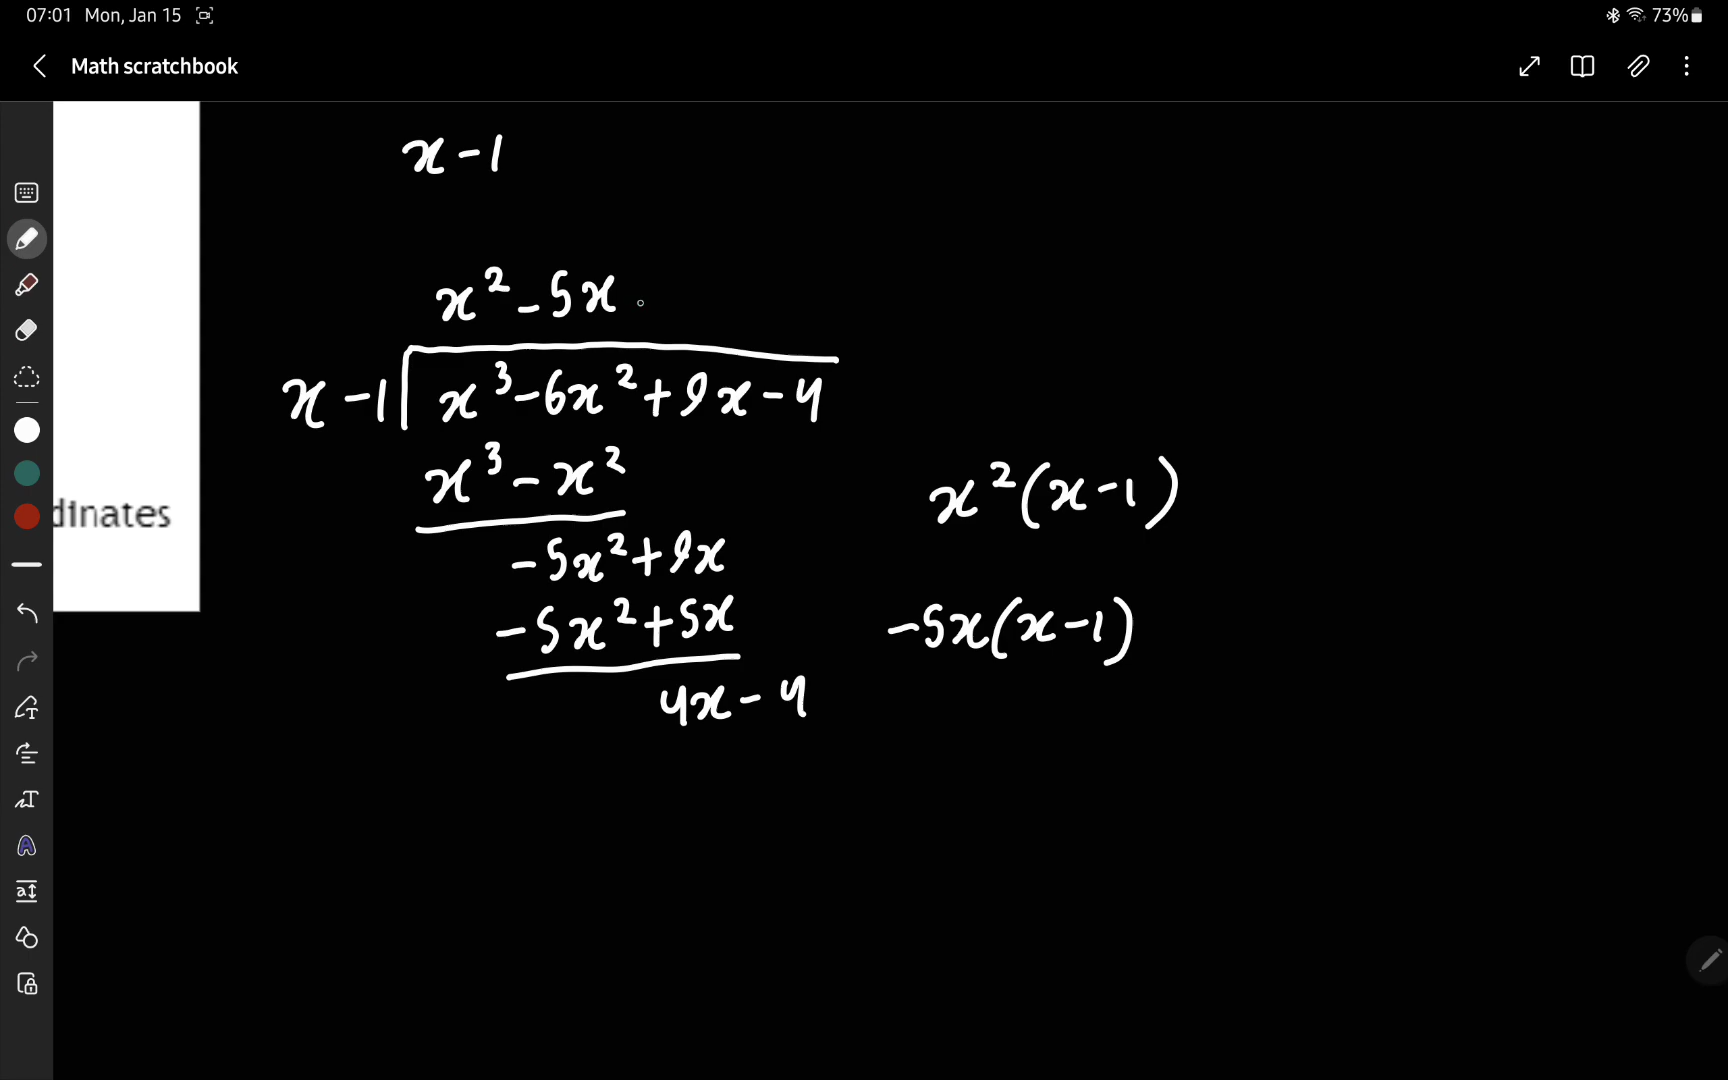 07:01 Mon, Jan 15 73%
Math scratchbook
x - 1
x² - 5x
x - 1 x³ - 6x² + 9x - 4
x³ - x²
x² (x - 1)
dinates
- 5x² + 9x
- 5x² + 5x
- 5x (x - 1)
4x - 4